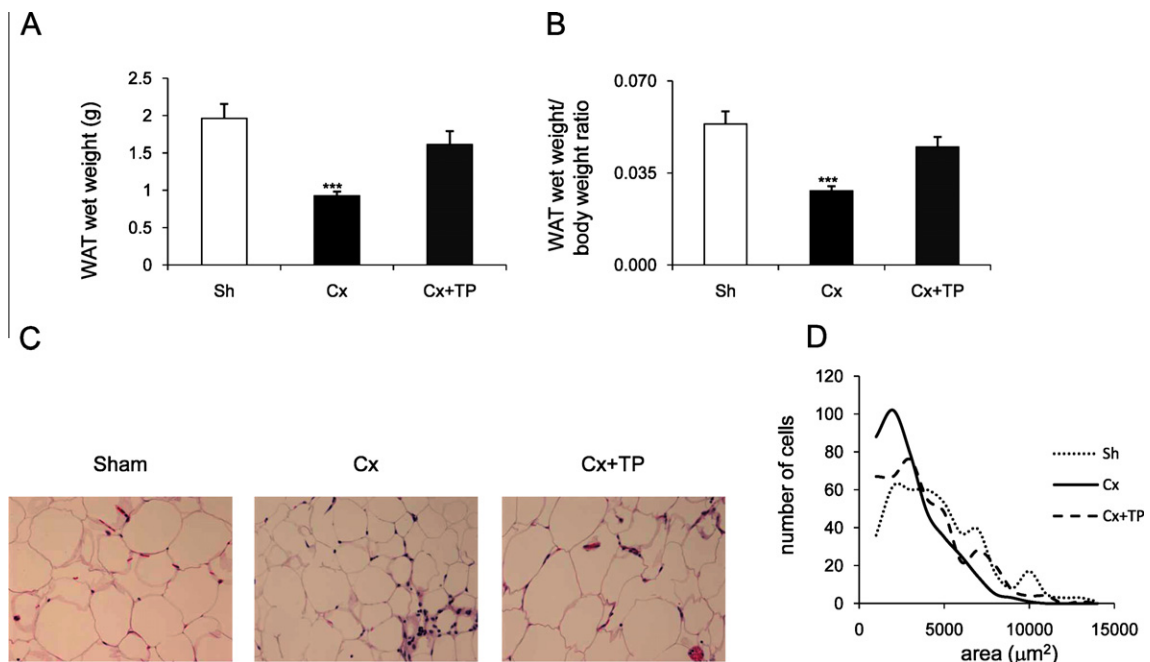 A
WAT wet weight (g)
2.5
2
1.5
1
0.5
0
***
Sh
Cx
Cx+TP
B
WAT wet weight/
body weight ratio
0.070
0.035
0.000
***
Sh
Cx
Cx+TP
C
Sham
Cx
Cx+TP
D
number of cells
120
100
80
60
40
20
0
0
5000
10000
15000
area (µm²)
Sh
Cx
Cx+TP